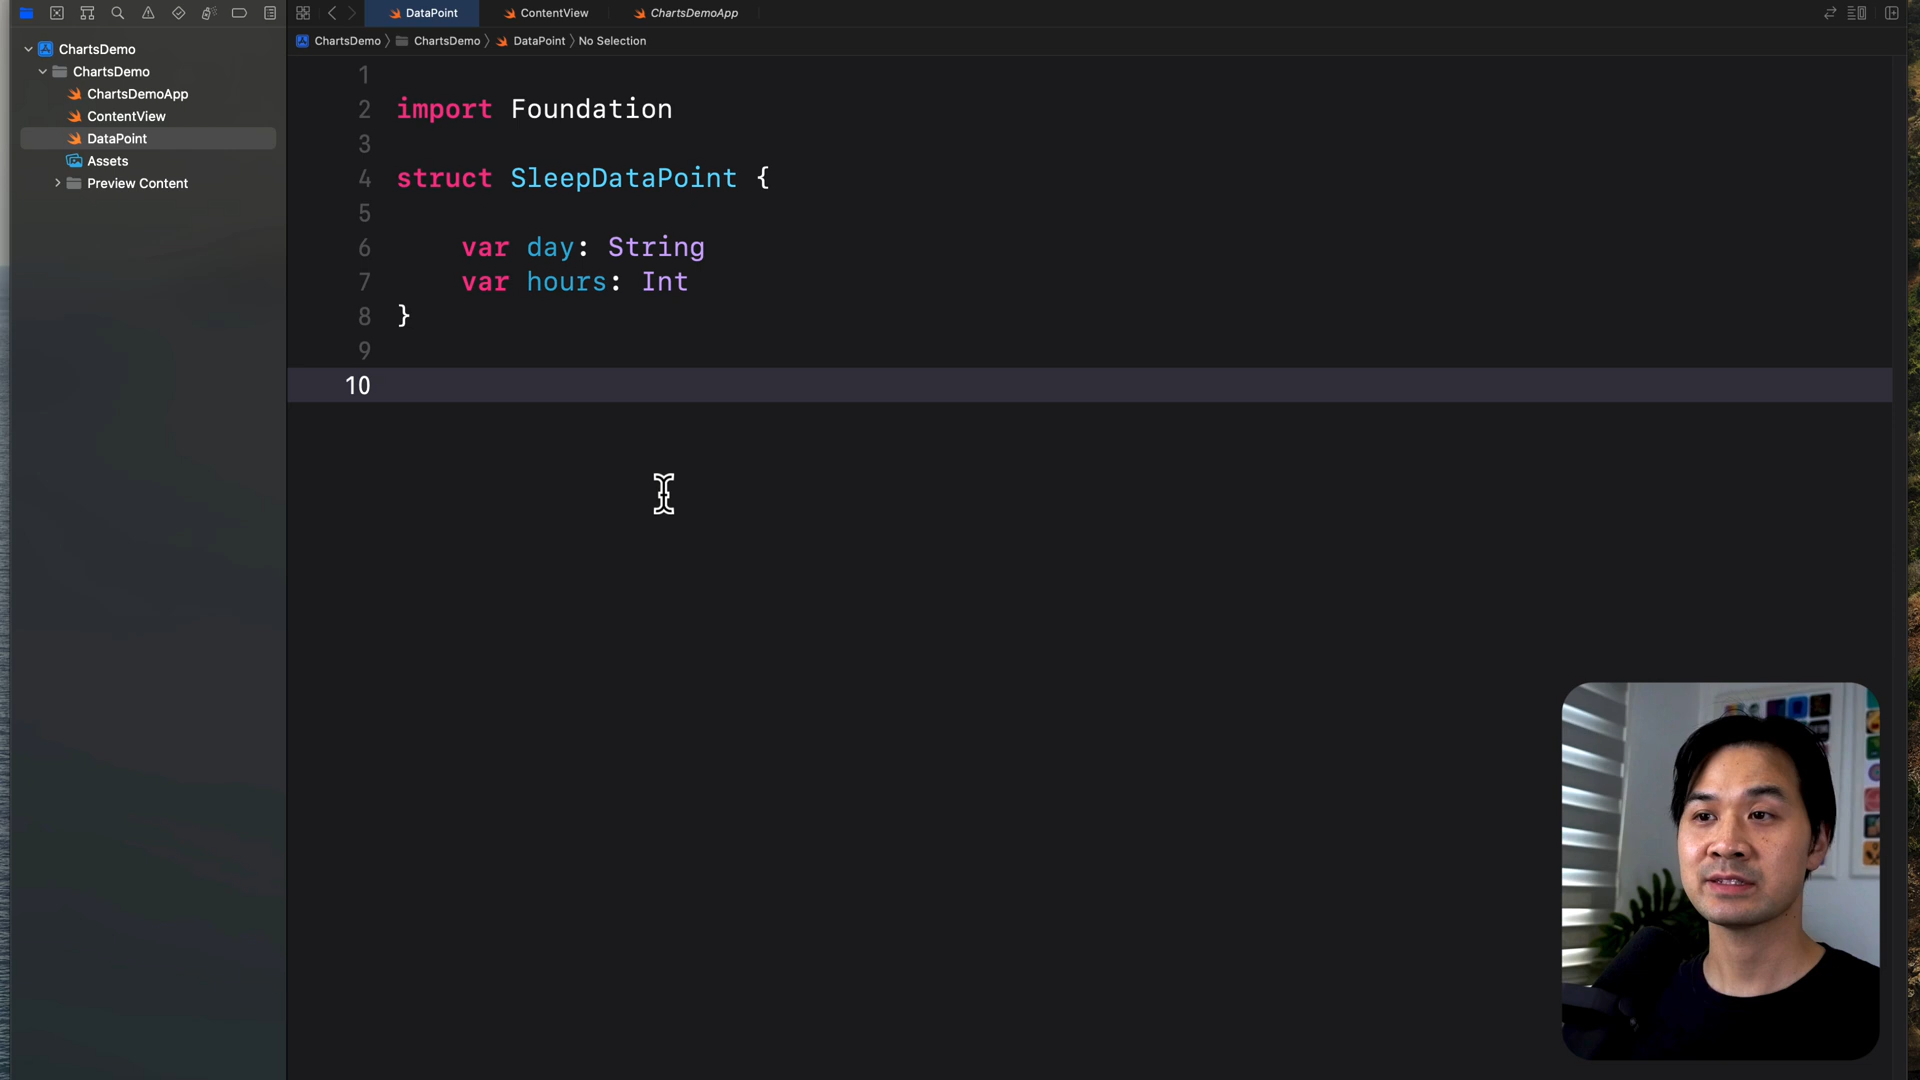 DataPoint
ContentView
ChartsDemoApp
ChartsDemo
ChartsDemo
DataPoint
No Selection
ChartsDemo
ChartsDemo
ChartsDemoApp
ContentView
DataPoint
Assets
Preview Content
1
2 import Foundation
3
4 struct SleepDataPoint {
5
6 var day: String
7 var hours: Int
8 }
9
10